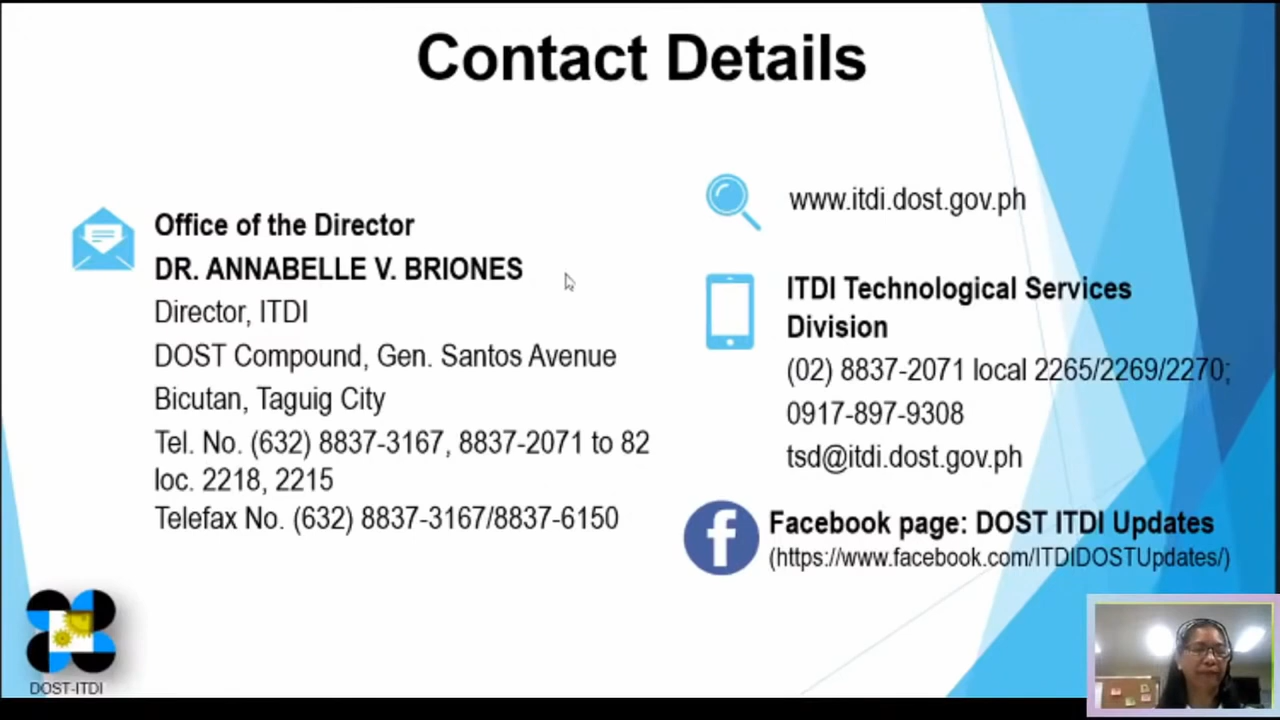 Contact Details
Office of the Director
DR. ANNABELLE V. BRIONES
Director, ITDI
DOST Compound, Gen. Santos Avenue
Bicutan, Taguig City
Tel. No. (632) 8837-3167, 8837-2071 to 82
loc. 2218, 2215
Telefax No. (632) 8837-3167/8837-6150
www.itdi.dost.gov.ph
ITDI Technological Services
Division
(02) 8837-2071 local 2265/2269/2270;
0917-897-9308
tsd@itdi.dost.gov.ph
f
Facebook page: DOST ITDI Updates
(https://www.facebook.com/ITDIDOSTUpdates/)
DOST-ITDI